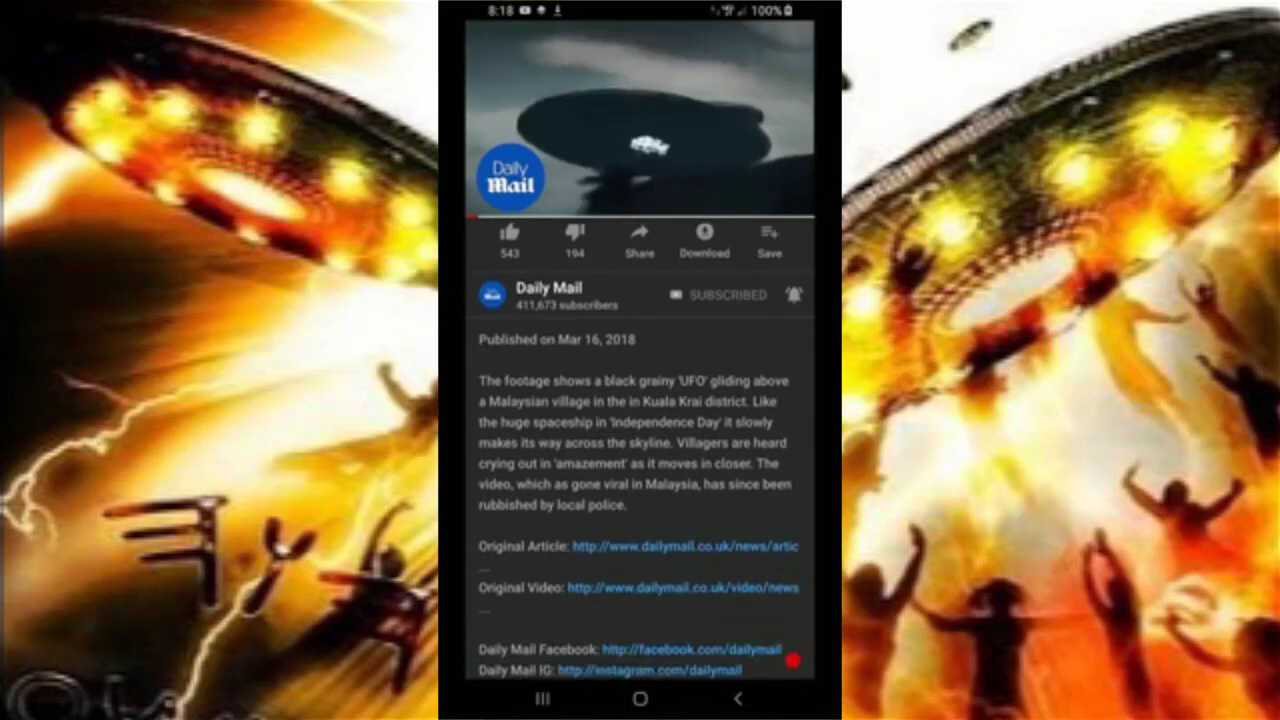 8:18
100%
Daily
Mail
543
194
Share
Download
Save
Daily Mail
411,673 subscribers
SUBSCRIBED
Published on Mar 16, 2018
The footage shows a black grainy 'UFO' gliding above
a Malaysian village in the in Kuala Krai district. Like
the huge spaceship in 'Independence Day' it slowly
makes its way across the skyline. Villagers are heard
crying out in 'amazement' as it moves in closer. The
video, which as gone viral in Malaysia, has since been
rubbished by local police.
Original Article: http://www.dailymail.co.uk/news/artic
...
Original Video: http://www.dailymail.co.uk/video/news
...
Daily Mail Facebook: http://facebook.com/dailymail
Daily Mail IG: http://instagram.com/dailymail